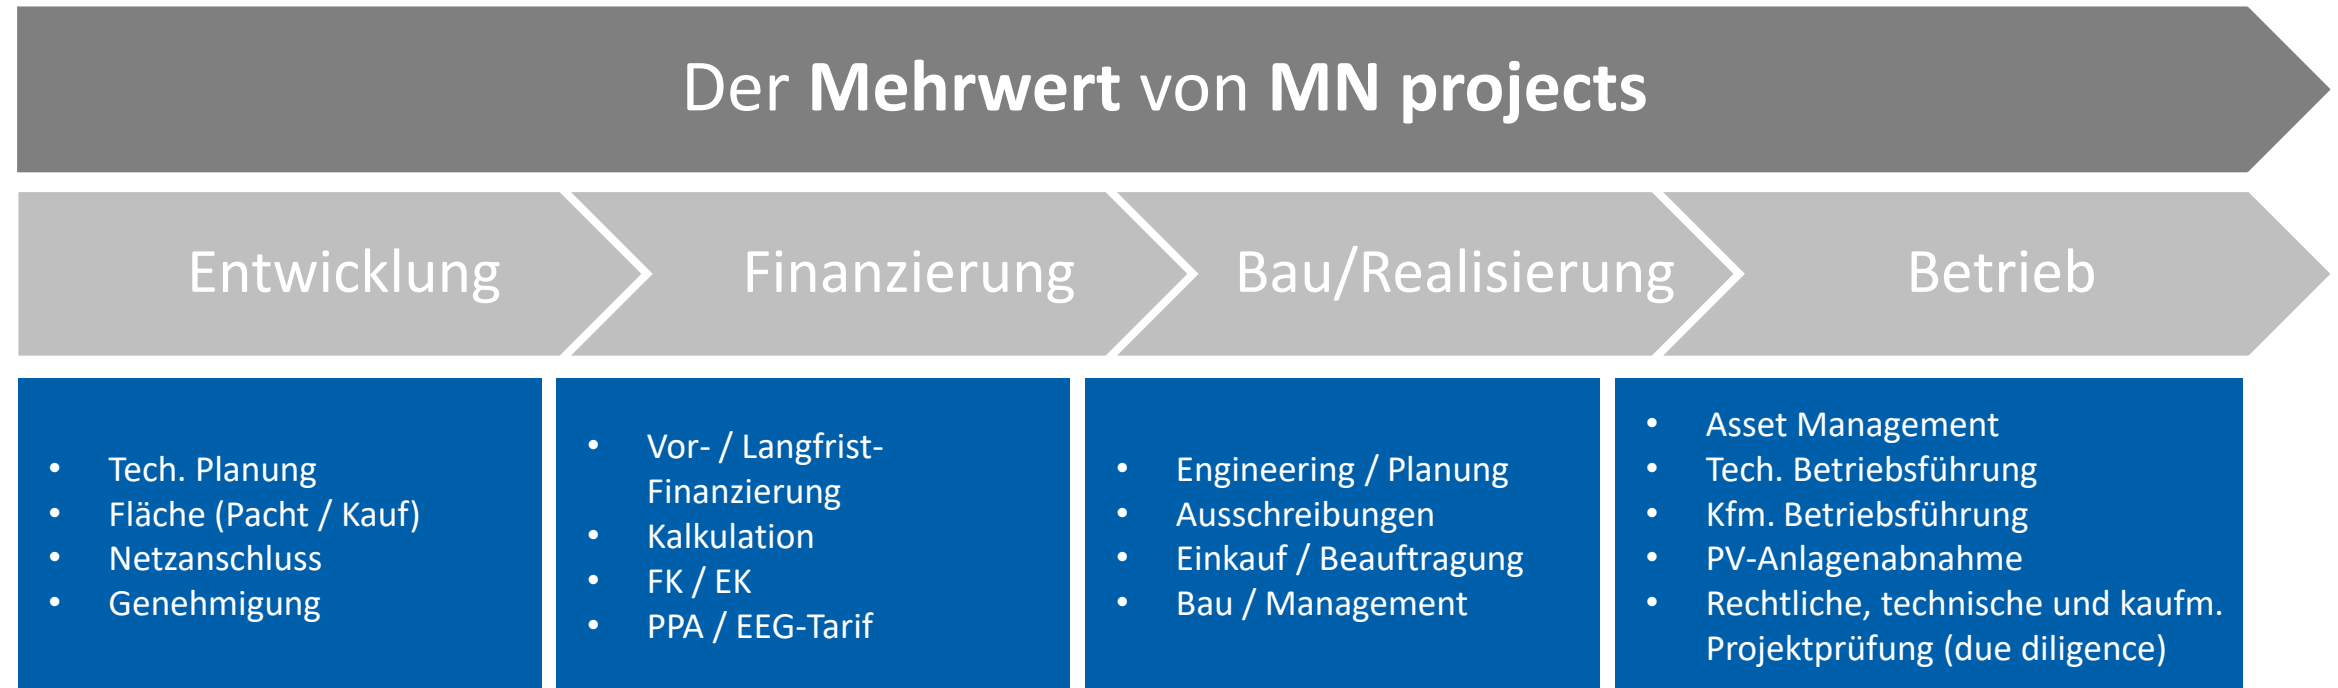 Der Mehrwert von MN projects
Entwicklung
Finanzierung
Bau/Realisierung
Betrieb
• Tech. Planung
• Fläche (Pacht / Kauf)
• Netzanschluss
• Genehmigung
• Vor- / Langfrist-
Finanzierung
• Kalkulation
• FK / EK
• PPA / EEG-Tarif
• Engineering / Planung
• Ausschreibungen
• Einkauf / Beauftragung
• Bau / Management
• Asset Management
• Tech. Betriebsführung
• Kfm. Betriebsführung
• PV-Anlagenabnahme
• Rechtliche, technische und kaufm.
Projektprüfung (due diligence)